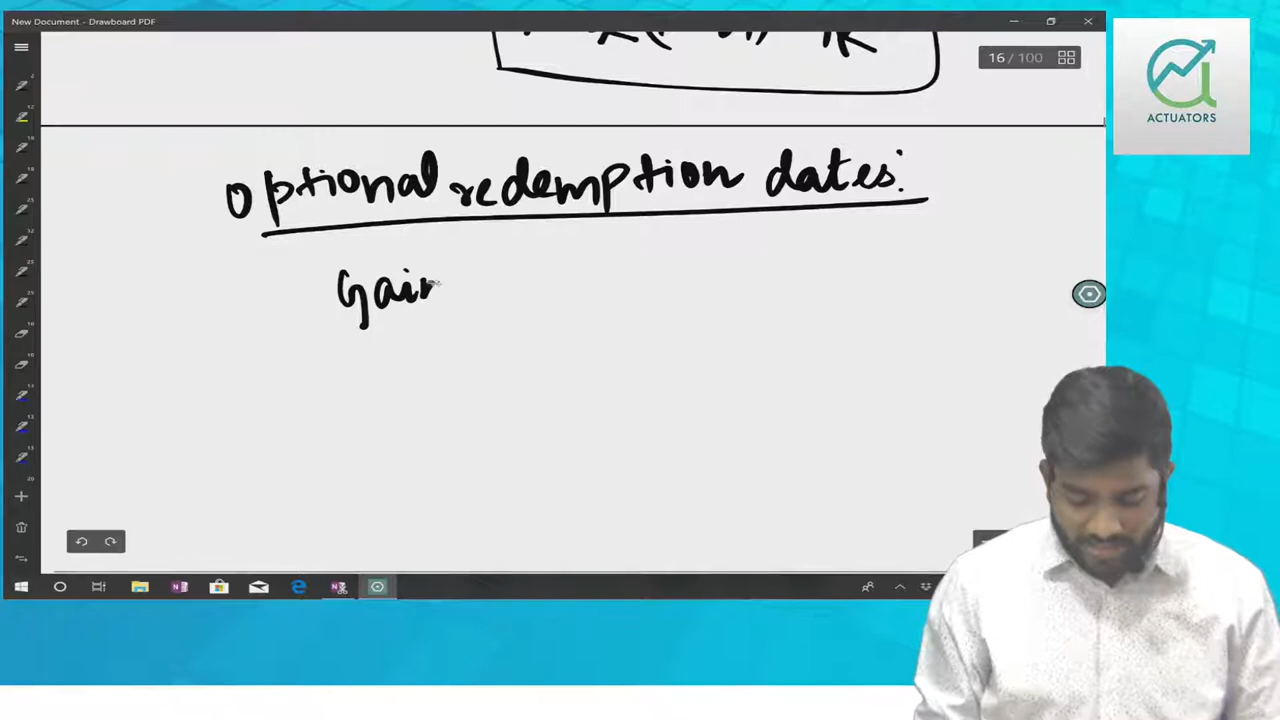 New Document - Drawboard PDF
16 / 100
ACTUATORS
optional redemption dates:
Gain